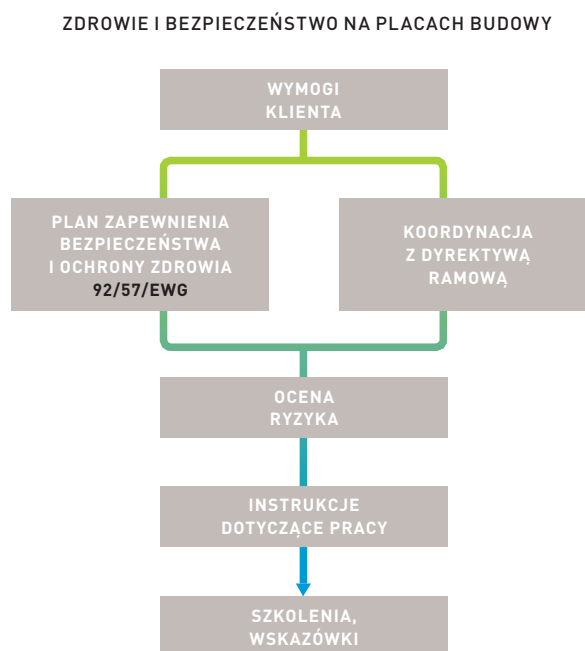 ZDROWIE I BEZPIECZEŃSTWO NA PLACACH BUDOWY
WYMOGI
KLIENTA
PLAN ZAPEWNIENIA
BEZPIECZEŃSTWA
I OCHRONY ZDROWIA
92/57/EWG
KOORDYNACJA
Z DYREKTYWĄ
RAMOWĄ
OCENA
RYZYKA
INSTRUKCJE
DOTYCZĄCE PRACY
SZKOLENIA,
WSKAZÓWKI